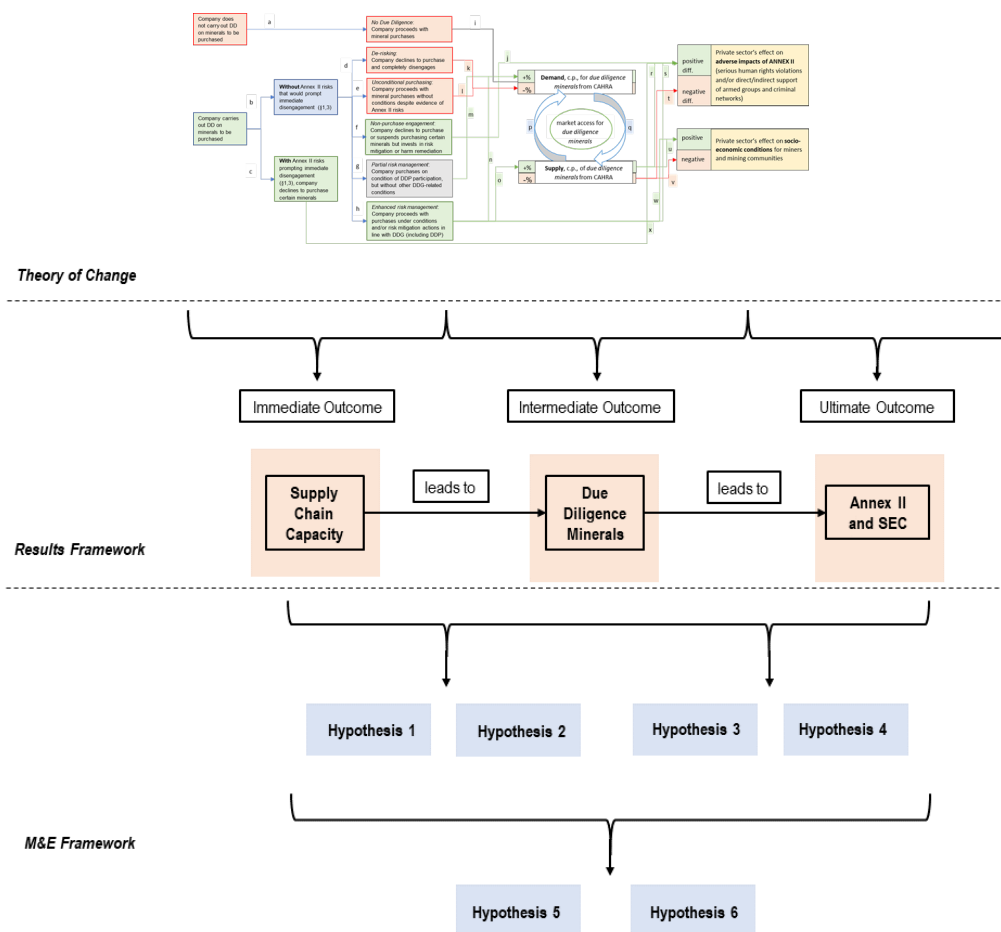 Company does
not carry-out DD
on minerals to be
purchased
a
No Due Diligence:
Company proceeds with
mineral purchases
i
De-risking:
Company declines to purchase
and completely disengages
d
k
j
Without Annex II risks
that would prompt
immediate
disengagement (§1,3)
e
Unconditional purchasing:
Company proceeds with
mineral purchases without
conditions despite evidence of
Annex II risks
l
m
b
Company carries
out DD on
minerals to be
purchased
f
Non-purchase engagement:
Company declines to purchase
or suspends purchasing certain
minerals but invests in risk
mitigation or harm remediation
c
With Annex II risks
prompting immediate
disengagement
(§1,3), company
declines to purchase
certain minerals
g
Partial risk management:
Company purchases on
condition of DDP participation,
but without other DDG-related
conditions
n
h
Enhanced risk management:
Company proceeds with
purchases under conditions
and/or risk mitigation actions in
line with DDG (including DDP)
o
+%
-%
Demand, c.p., for due diligence
minerals from CAHRA
p
market access for
due diligence
minerals
q
+%
-%
Supply, c.p., of due diligence
minerals from CAHRA
r
s
t
u
v
w
x
positive
diff.
negative
diff.
Private sector's effect on
adverse impacts of ANNEX II
(serious human rights violations
and/or direct/indirect support
of armed groups and criminal
networks)
positive
negative
Private sector's effect on socio-
economic conditions for miners
and mining communities
Theory of Change
Immediate Outcome
Intermediate Outcome
Ultimate Outcome
Supply
Chain
Capacity
leads to
Due
Diligence
Minerals
leads to
Annex II
and SEC
Results Framework
Hypothesis 1
Hypothesis 2
Hypothesis 3
Hypothesis 4
M&E Framework
Hypothesis 5
Hypothesis 6